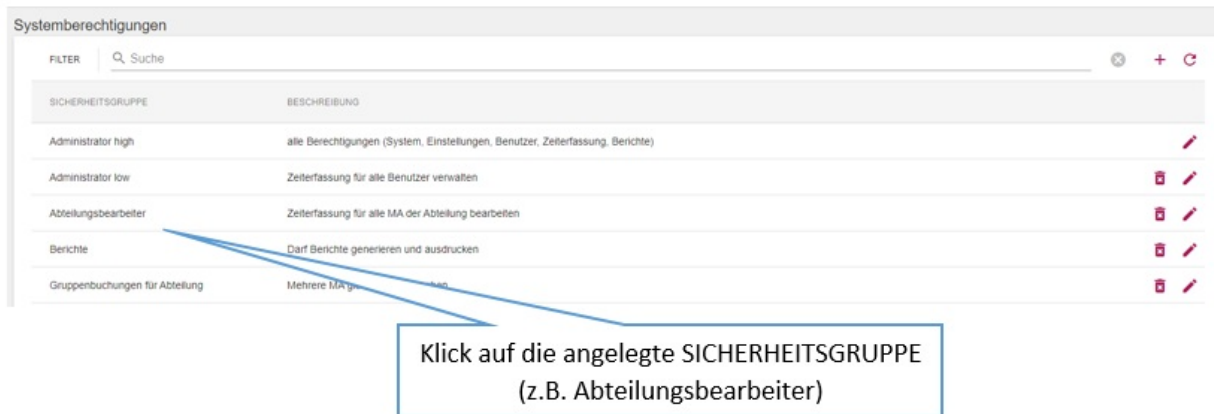 Systemberechtigungen
FILTER Suche
SICHERHEITSGRUPPE BESCHREIBUNG
Administrator high alle Berechtigungen (System, Einstellungen, Benutzer, Zeiterfassung, Berichte)
Administrator low Zeiterfassung für alle Benutzer verwalten
Abteilungsbearbeiter Zeiterfassung für alle MA der Abteilung bearbeiten
Berichte Darf Berichte generieren und ausdrucken
Gruppenbuchungen für Abteilung Mehrere MA
Klick auf die angelegte SICHERHEITSGRUPPE
(z.B. Abteilungsbearbeiter)